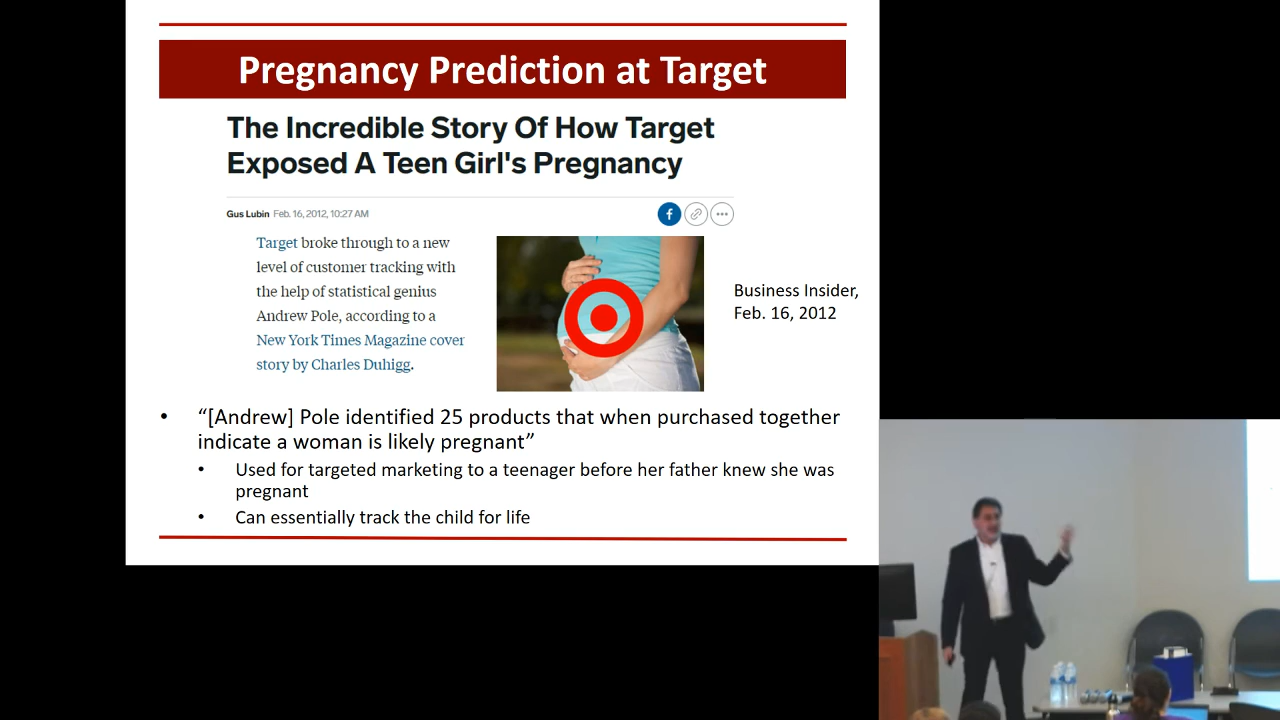 Pregnancy Prediction at Target
The Incredible Story Of How Target
Exposed A Teen Girl's Pregnancy
Gus Lubin Feb. 16, 2012, 10:27 AM
Target broke through to a new
level of customer tracking with
the help of statistical genius
Andrew Pole, according to a
New York Times Magazine cover
story by Charles Duhigg.
Business Insider,
Feb. 16, 2012
• “[Andrew] Pole identified 25 products that when purchased together
indicate a woman is likely pregnant”
• Used for targeted marketing to a teenager before her father knew she was
pregnant
• Can essentially track the child for life